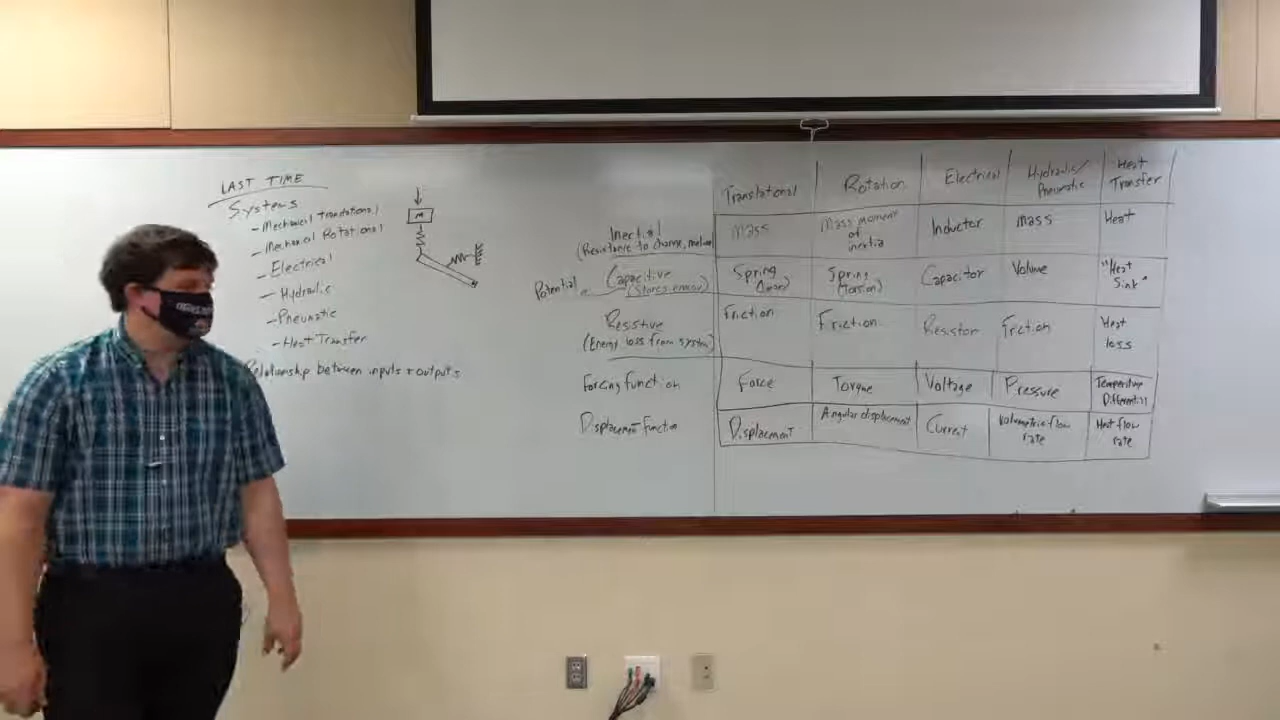 LAST TIME
Systems
- Mechanical Translational
- Mechanical Rotational
- Electrical
- Hydraulic
- Pneumatic
- Heat Transfer
Relationship between inputs + outputs
M
Translational
Rotation
Electrical
Hydraulic/
Pneumatic
Heat
Transfer
Inertial
(Resistance to change,
Mass
Mass moment
of
inertia
Inductor
mass
Heat
Potential
Capacitive
(Stores energy)
Spring
(linear)
Spring
(Torsion)
Capacitor
Volume
"Heat
Sink"
Resistive
(Energy loss from system)
Friction
Friction
Resistor
Friction
Heat
loss
Forcing function
Force
Torque
Voltage
Pressure
Temperature
Differential
Displacement function
Displacement
Angular displacement
Current
Volumetric flow
rate
Heat flow
rate